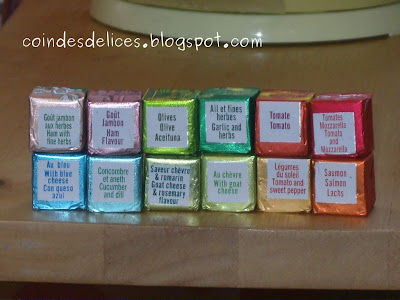 coindesdelices.blogspot.com
Goût jambon
aux herbes
Ham with
fine herbs
Goût
Jambon
Ham
Flavour
Olives
Olive
Aceituna
Ail et fines
herbes
Garlic and
herbs
Tomate
Tomato
Tomates
Mozzarella
Tomato
and
Mozzarella
Au bleu
With blue
cheese
Con queso
azul
Concombre
et aneth
Cucumber
and dill
Saveur chèvre
& romarin
Goat cheese
& rosemary
flavour
Au chèvre
With goat
cheese
Légumes
du soleil
Tomato and
sweet pepper
Saumon
Salmon
Lachs